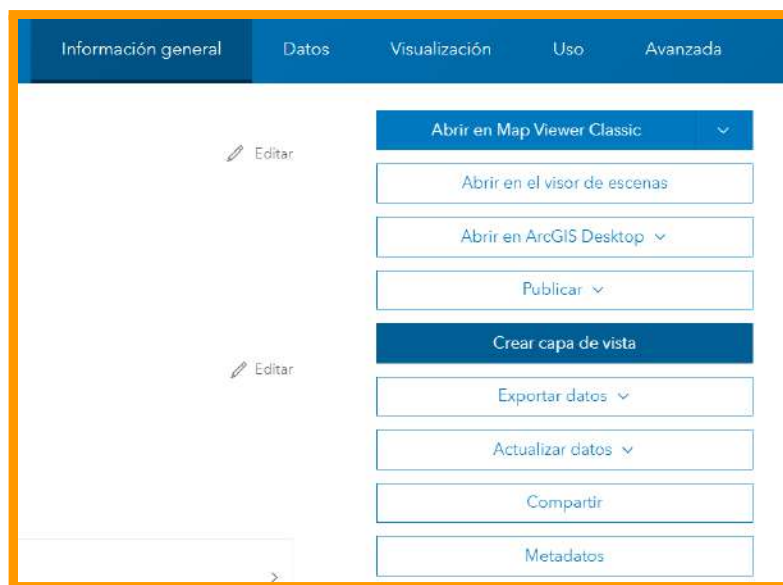 Información general Datos Visualización Uso Avanzada
Abrir en Map Viewer Classic
Editar
Abrir en el visor de escenas
Abrir en ArcGIS Desktop
Publicar
Crear capa de vista
Editar
Exportar datos
Actualizar datos
Compartir
Metadatos